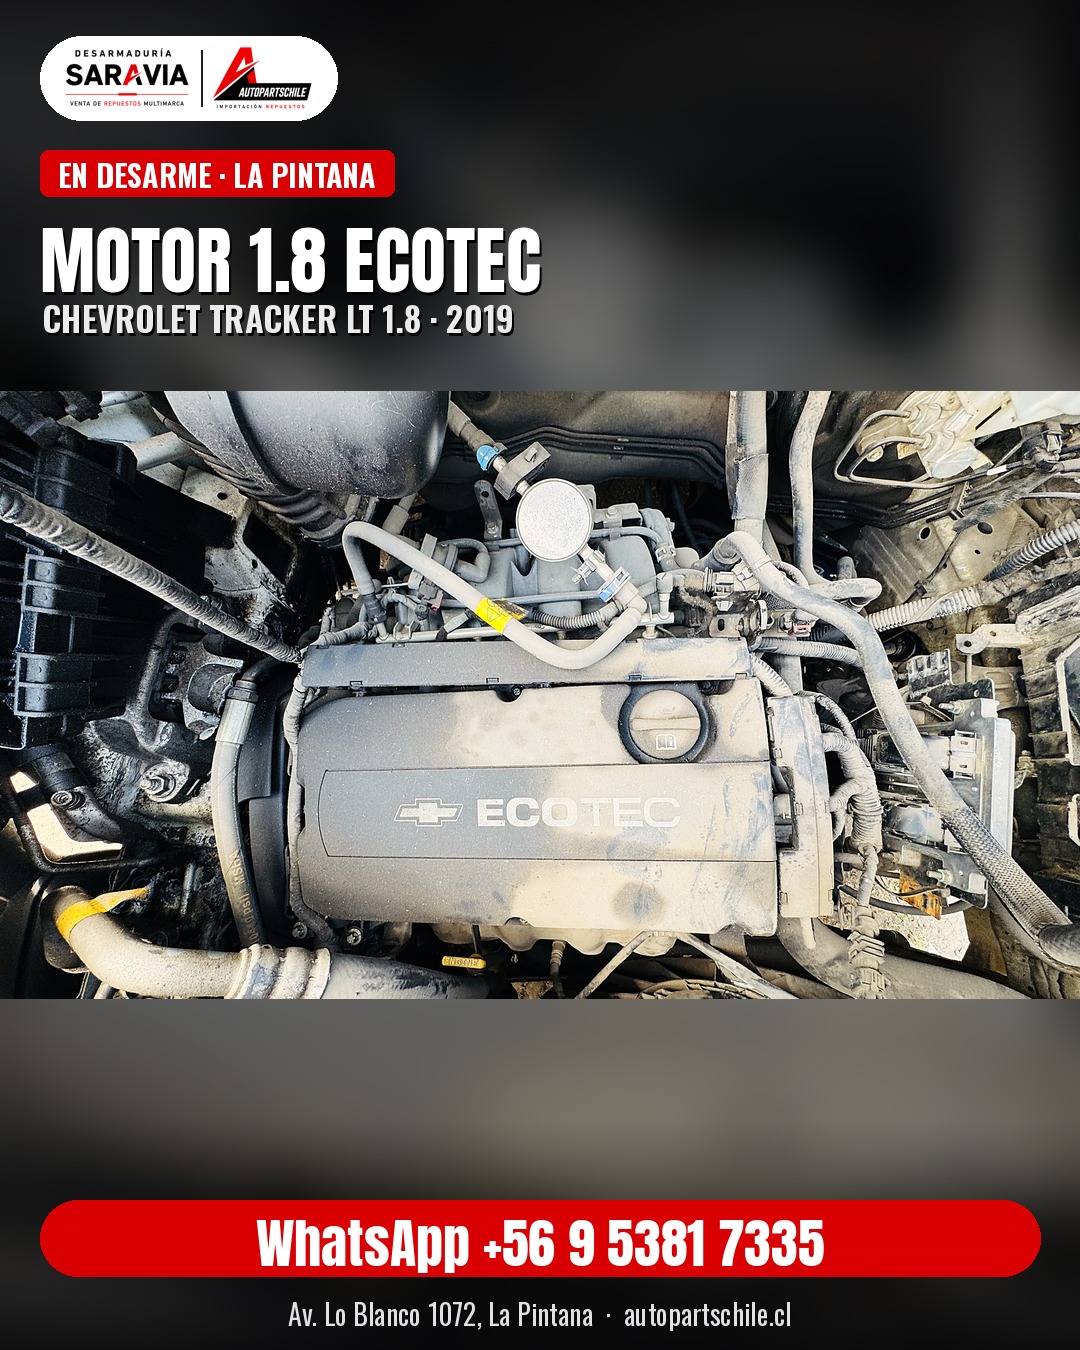 DESARMADURÍA
SARAVIA
VENTA DE REPUESTOS MULTIMARCA
AUTOPARTSCHILE
IMPORTACIÓN REPUESTOS
EN DESARME · LA PINTANA
MOTOR 1.8 ECOTEC
CHEVROLET TRACKER LT 1.8 · 2019
ECOTEC
ENGINE
WhatsApp +56 9 5381 7335
Av. Lo Blanco 1072, La Pintana · autopartschile.cl